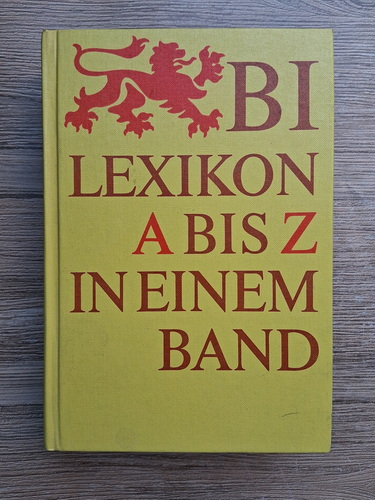 BI
LEXIKON
A BIS Z
IN EINEM
BAND